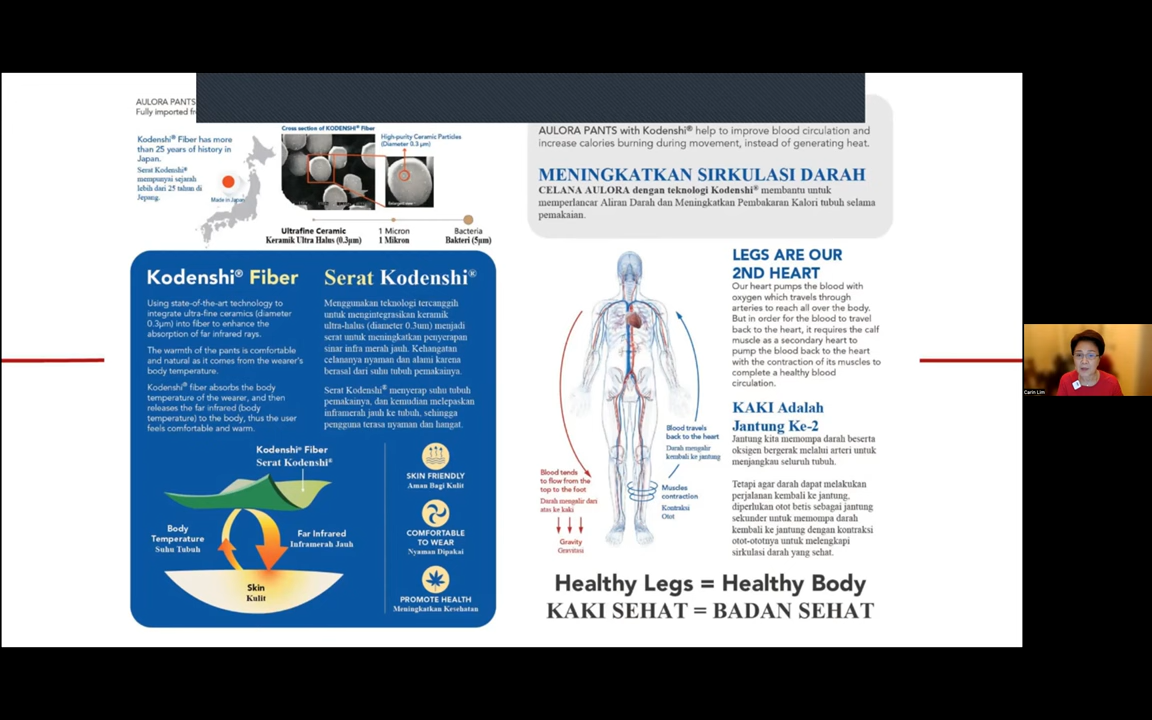 AULORA PANTS
Fully imported fr
Kodenshi® Fiber has more
than 25 years of history in
Japan.
Serat Kodenshi®
mempunyai sejarah
lebih dari 25 tahun di
Jepang.
Made in Japan
Cross section of KODENSHI® Fiber
High-purity Ceramic Particles
(Diameter 0.3 μm)
Ultrafine Ceramic
Keramik Ultra Halus (0.3μm)
1 Micron
1 Mikron
Bacteria
Bakteri (5μm)
Kodenshi® Fiber
Using state-of-the-art technology to
integrate ultra-fine ceramics (diameter
0.3μm) into fiber to enhance the
absorption of far infrared rays.
The warmth of the pants is comfortable
and natural as it comes from the wearer's
body temperature.
Kodenshi® fiber absorbs the body
temperature of the wearer, and then
releases the far infrared (body
temperature) to the body, thus the user
feels comfortable and warm.
Serat Kodenshi®
Menggunakan teknologi tercanggih
untuk mengintegrasikan keramik
ultra-halus (diameter 0.3um) menjadi
serat untuk meningkatkan penyerapan
sinar infra merah jauh. Kehangatan
celananya nyaman dan alami karena
berasal dari suhu tubuh pemakainya.
Serat Kodenshi® menyerap suhu tubuh
pemakainya, dan kemudian melepaskan
inframerah jauh ke tubuh, sehingga
pengguna terasa nyaman dan hangat.
Kodenshi® Fiber
Serat Kodenshi®
Body
Temperature
Suhu Tubuh
Far Infrared
Inframerah Jauh
Skin
Kulit
SKIN FRIENDLY
Aman Bagi Kulit
COMFORTABLE
TO WEAR
Nyaman Dipakai
PROMOTE HEALTH
Meningkatkan Kesehatan
AULORA PANTS with Kodenshi® help to improve blood circulation and
increase calories burning during movement, instead of generating heat.
MENINGKATKAN SIRKULASI DARAH
CELANA AULORA dengan teknologi Kodenshi® membantu untuk
memperlancar Aliran Darah dan Meningkatkan Pembakaran Kalori tubuh selama
pemakaian.
LEGS ARE OUR
2ND HEART
Our heart pumps the blood with
oxygen which travels through
arteries to reach all over the body.
But in order for the blood to travel
back to the heart, it requires the calf
muscle as a secondary heart to
pump the blood back to the heart
with the contraction of its muscles to
complete a healthy blood
circulation.
KAKI Adalah
Jantung Ke-2
Jantung kita memompa darah beserta
oksigen bergerak melalui arteri untuk
menjangkau seluruh tubuh.
Tetapi agar darah dapat melakukan
perjalanan kembali ke jantung,
diperlukan otot betis sebagai jantung
sekunder untuk memompa darah
kembali ke jantung dengan kontraksi
otot-ototnya untuk melengkapi
sirkulasi darah yang sehat.
Blood travels
back to the heart
Darah mengalir
kembali ke jantung
Muscles
contraction
Kontraksi
Otot
Blood tends
to flow from the
top to the foot
Darah mengalir dari
atas ke kaki
Gravity
Gravitasi
Healthy Legs = Healthy Body
KAKI SEHAT = BADAN SEHAT
Carin Lim